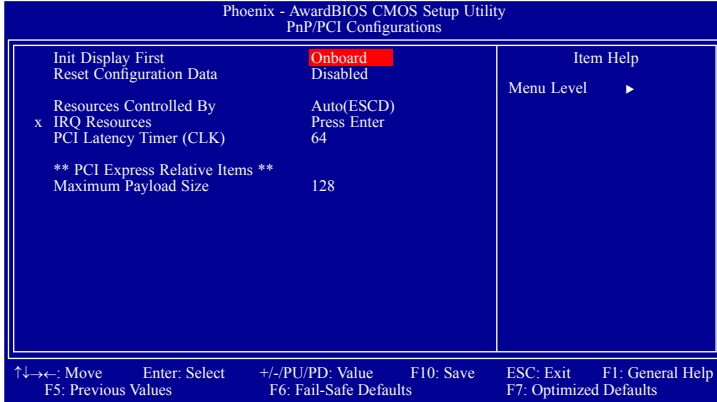 Phoenix - AwardBIOS CMOS Setup Utility
PnP/PCI Configurations
Init Display First Onboard
Reset Configuration Data Disabled
Resources Controlled By Auto(ESCD)
x IRQ Resources Press Enter
PCI Latency Timer (CLK) 64
** PCI Express Relative Items **
Maximum Payload Size 128
Item Help
Menu Level ▶
↑↓→←: Move Enter: Select +/-/PU/PD: Value F10: Save ESC: Exit F1: General Help
F5: Previous Values F6: Fail-Safe Defaults F7: Optimized Defaults